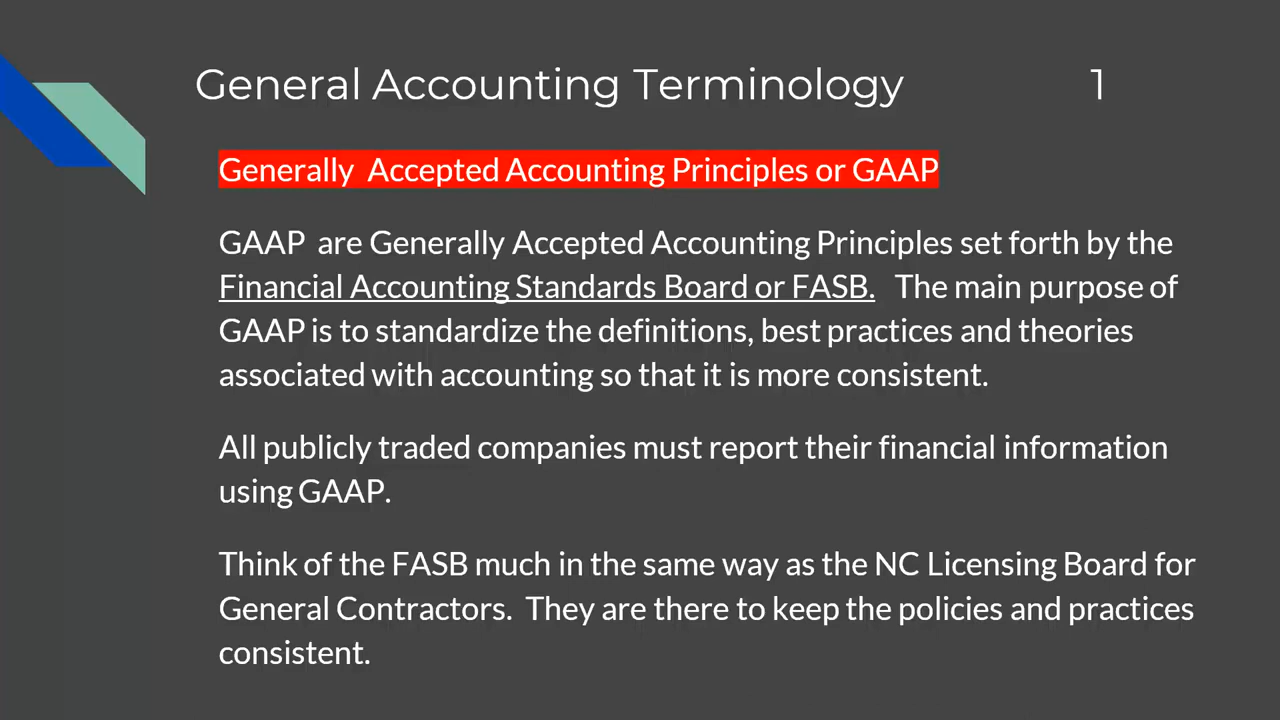 General Accounting Terminology 1
Generally Accepted Accounting Principles or GAAP
GAAP are Generally Accepted Accounting Principles set forth by the
Financial Accounting Standards Board or FASB. The main purpose of
GAAP is to standardize the definitions, best practices and theories
associated with accounting so that it is more consistent.
All publicly traded companies must report their financial information
using GAAP.
Think of the FASB much in the same way as the NC Licensing Board for
General Contractors. They are there to keep the policies and practices
consistent.